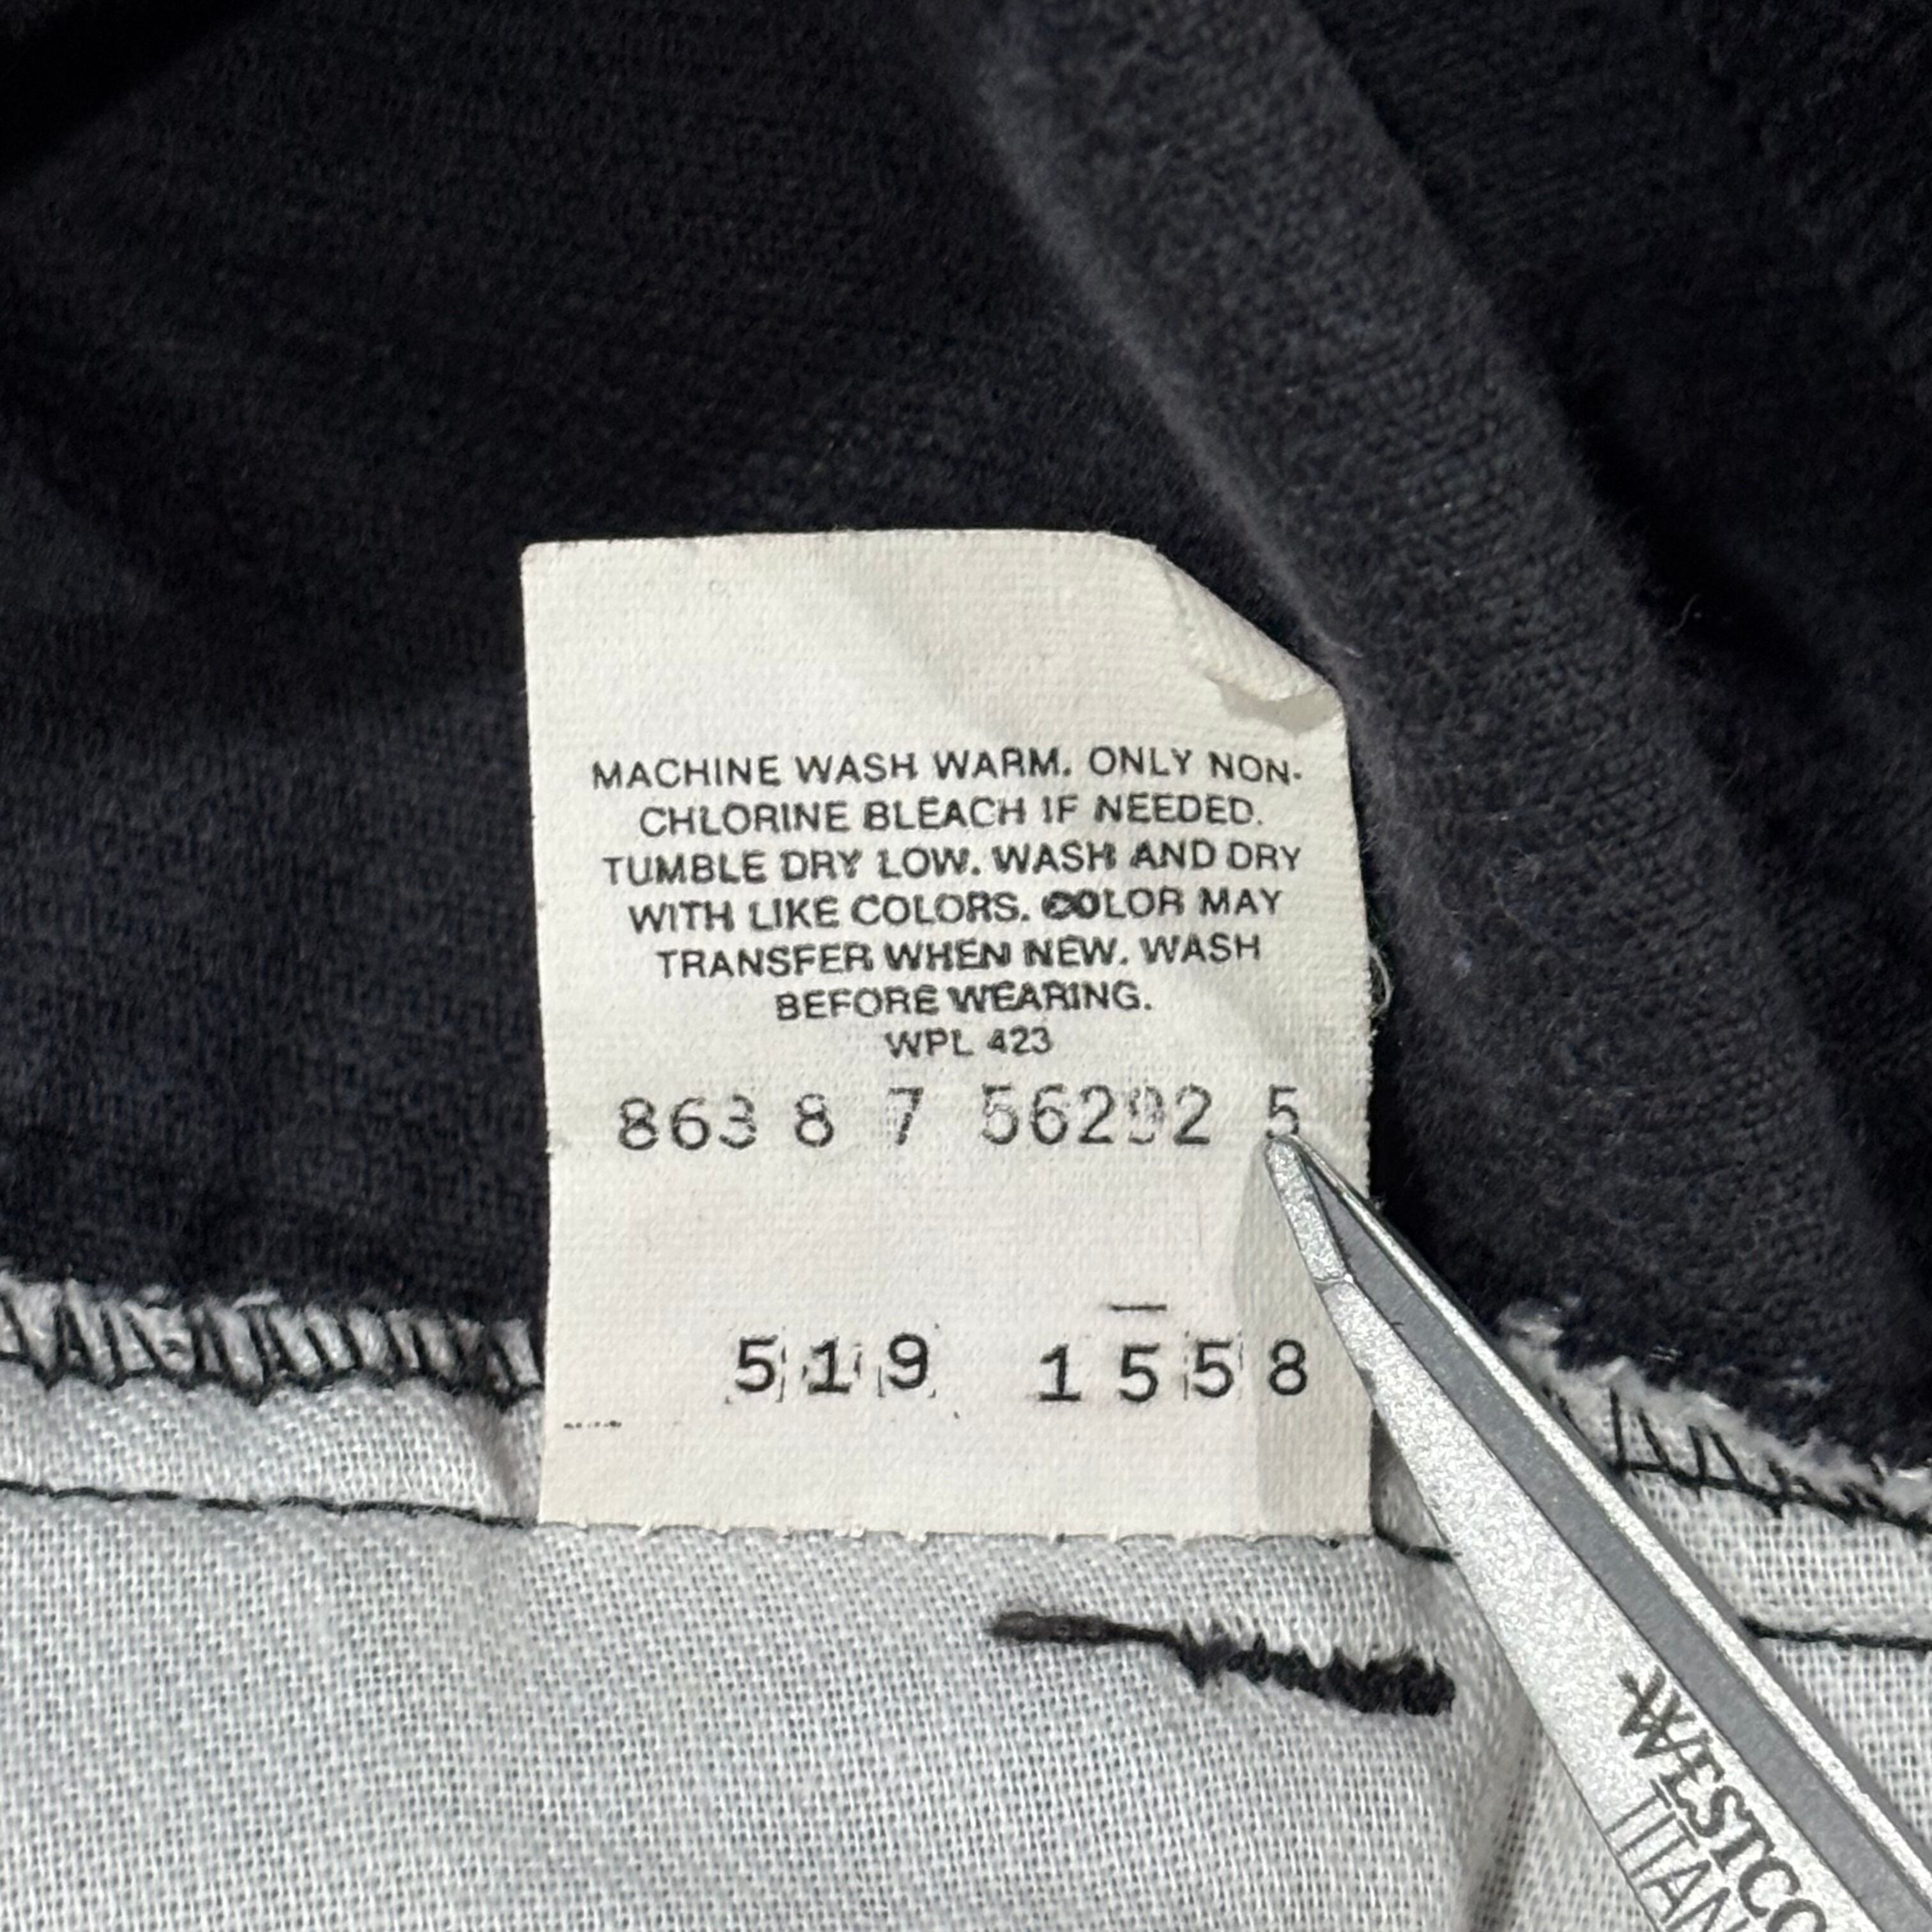 MACHINE WASH WARM. ONLY NON-
CHLORINE BLEACH IF NEEDED.
TUMBLE DRY LOW. WASH AND DRY
WITH LIKE COLORS. COLOR MAY
TRANSFER WHEN NEW. WASH
BEFORE WEARING.
WPL 423
863 8 7 56292 5
519 1558
WESTCO
TITAN